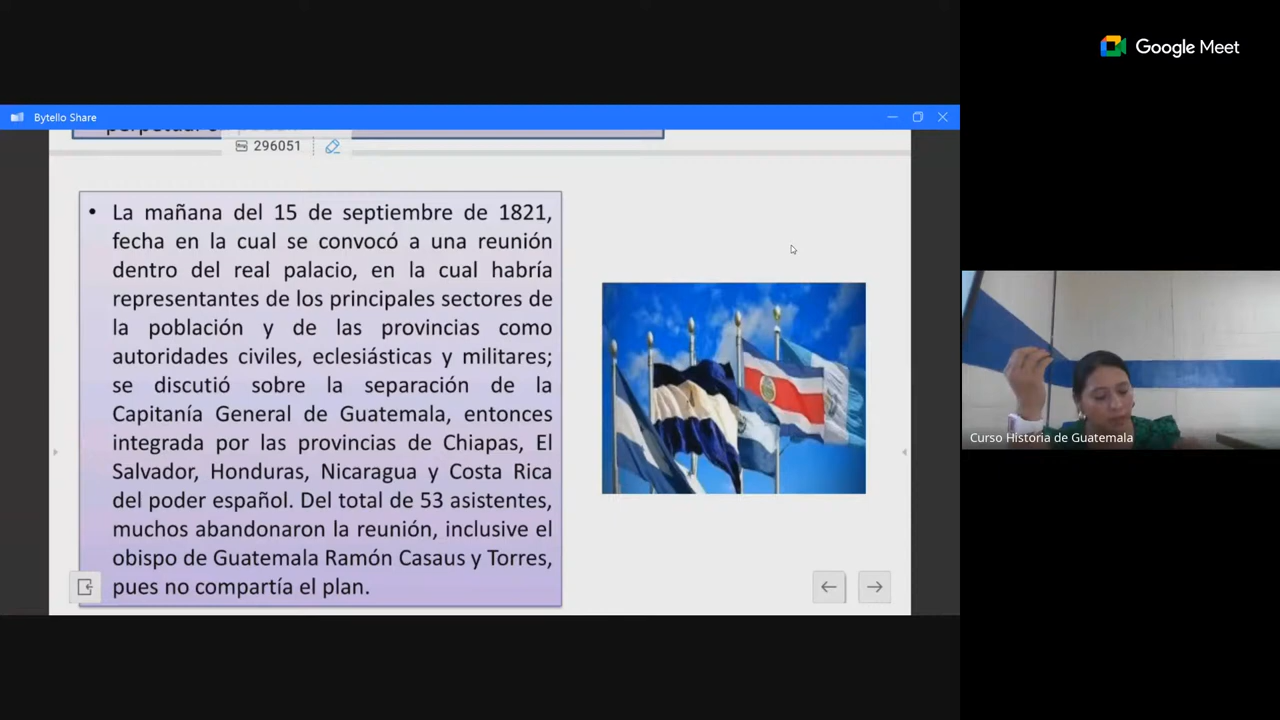 Google Meet
Bytello Share
296051
• La mañana del 15 de septiembre de 1821,
fecha en la cual se convocó a una reunión
dentro del real palacio, en la cual habría
representantes de los principales sectores de
la población y de las provincias como
autoridades civiles, eclesiásticas y militares;
se discutió sobre la separación de la
Capitanía General de Guatemala, entonces
integrada por las provincias de Chiapas, El
Salvador, Honduras, Nicaragua y Costa Rica
del poder español. Del total de 53 asistentes,
muchos abandonaron la reunión, inclusive el
obispo de Guatemala Ramón Casaus y Torres,
pues no compartía el plan.
Curso Historia de Guatemala